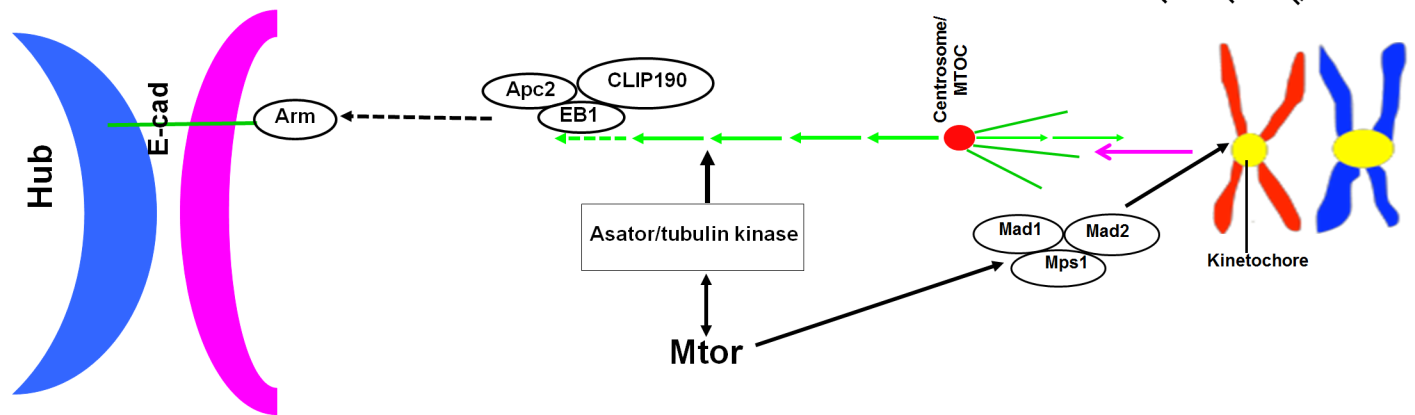 Hub
E-cad
Arm
Apc2
CLIP190
EB1
Centrosome/
MTOC
Asator/tubulin kinase
Mtor
Mad1
Mad2
Mps1
Kinetochore